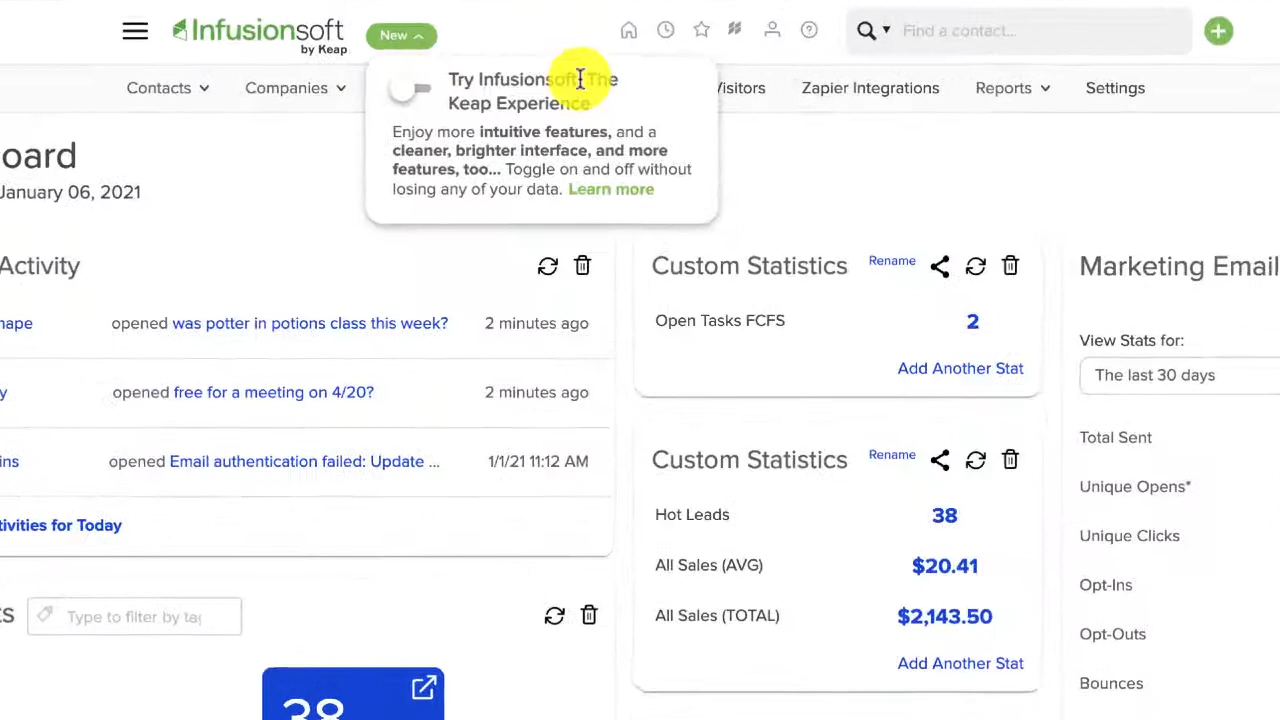 Infusionsoft
by Keap
New
Find a contact...
Try Infusionsoft: The
Keap Experience
Enjoy more intuitive features, and a
cleaner, brighter interface, and more
features, too... Toggle on and off without
losing any of your data. Learn more
Contacts
Companies
Visitors
Zapier Integrations
Reports
Settings
oard
January 06, 2021
Activity
hape opened was potter in potions class this week? 2 minutes ago
y opened free for a meeting on 4/20? 2 minutes ago
ins opened Email authentication failed: Update ... 1/1/21 11:12 AM
tivities for Today
Type to filter by tag
38
Custom Statistics Rename
Open Tasks FCFS 2
Add Another Stat
Custom Statistics Rename
Hot Leads 38
All Sales (AVG) $20.41
All Sales (TOTAL) $2,143.50
Add Another Stat
Marketing Email
View Stats for:
The last 30 days
Total Sent
Unique Opens*
Unique Clicks
Opt-Ins
Opt-Outs
Bounces